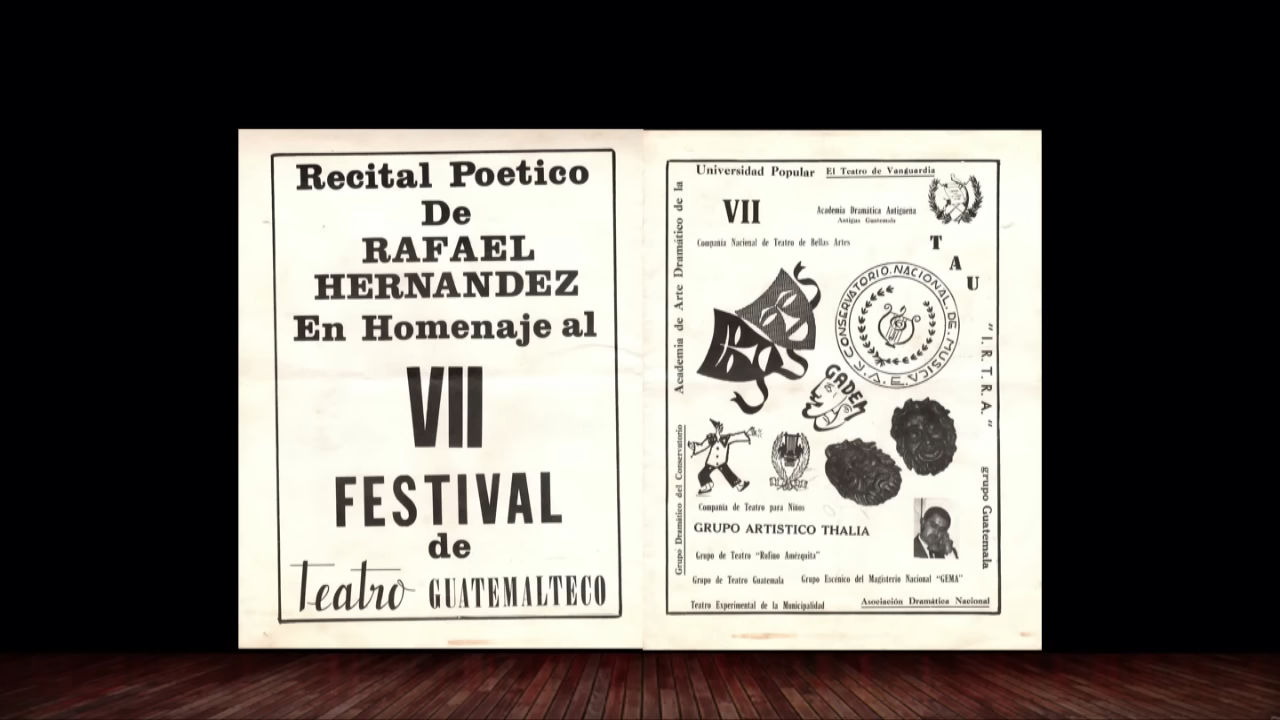 Recital Poetico
De
RAFAEL
HERNANDEZ
En Homenaje al
VII
FESTIVAL
de
Teatro GUATEMALTECO
Universidad Popular
El Teatro de Vanguardia
Academia de Arte Dramático de la
VII
Academia Dramática Antigueña
Antigua Guatemala
Compañia Nacional de Teatro de Bellas Artes
T
A
U
CONSERVATORIO NACIONAL DE MUSICA Y E.A.Y.K
"I. R. T. R. A."
GADEM
Grupo Dramático del Conservatorio
grupo Guatemala
Compañia de Teatro para Niños
GRUPO ARTISTICO THALIA
Grupo de Teatro "Rufino Amézquita"
Grupo de Teatro Guatemala
Grupo Escénico del Magisterio Nacional "GEMA"
Teatro Experimental de la Municipalidad
Asociación Dramática Nacional